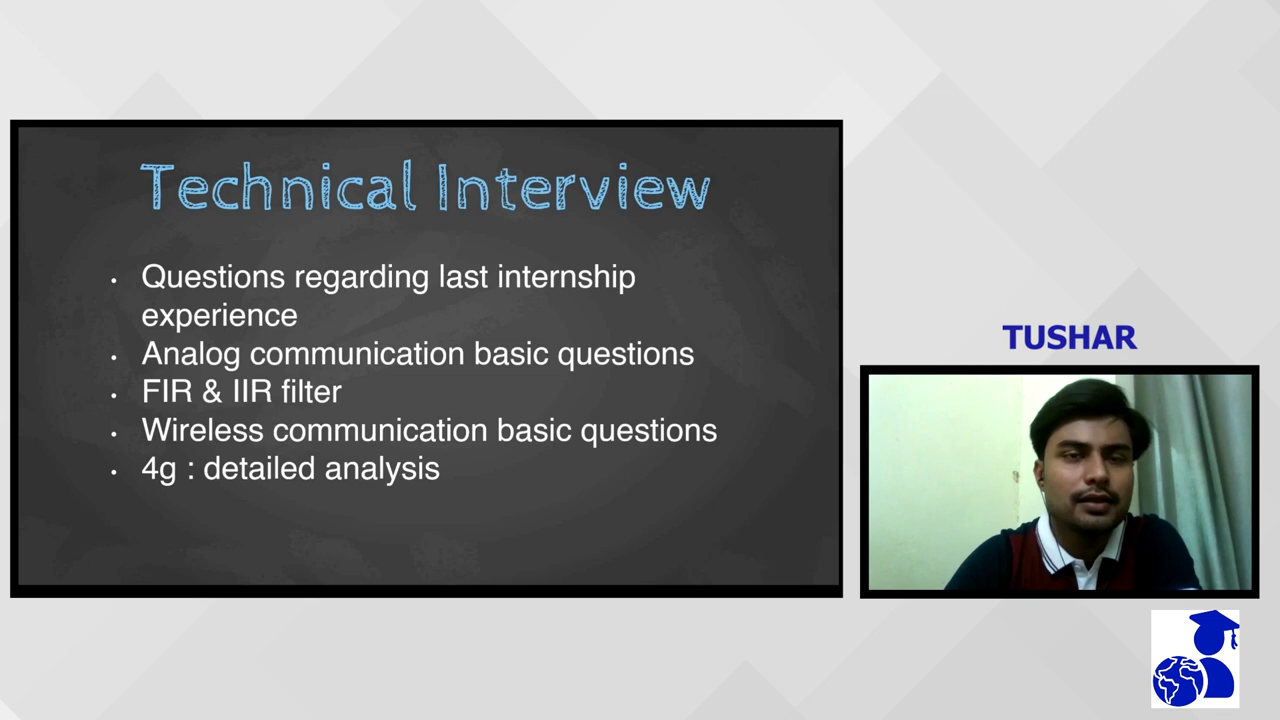 Technical Interview
• Questions regarding last internship
experience
• Analog communication basic questions
• FIR & IIR filter
• Wireless communication basic questions
• 4g : detailed analysis
TUSHAR